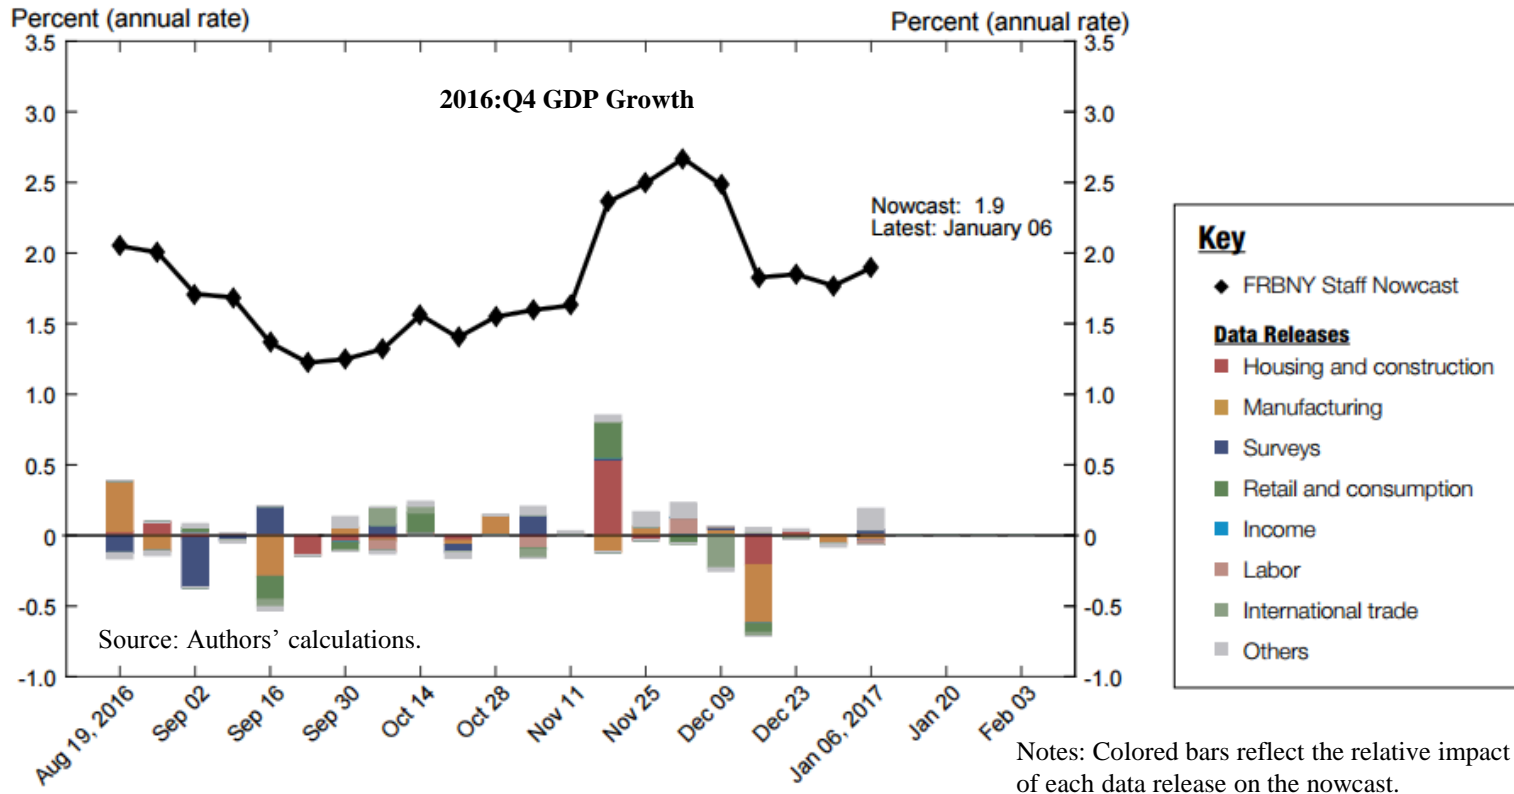 Percent (annual rate)
Percent (annual rate)
2016:Q4 GDP Growth
3.5
3.0
2.5
2.0
1.5
1.0
0.5
0
-0.5
-1.0
3.5
3.0
2.5
2.0
1.5
1.0
0.5
0
-0.5
-1.0
Nowcast: 1.9
Latest: January 06
Source: Authors’ calculations.
Aug 19, 2016
Sep 02
Sep 16
Sep 30
Oct 14
Oct 28
Nov 11
Nov 25
Dec 09
Dec 23
Jan 06, 2017
Jan 20
Feb 03
Key
FRBNY Staff Nowcast
Data Releases
Housing and construction
Manufacturing
Surveys
Retail and consumption
Income
Labor
International trade
Others
Notes: Colored bars reflect the relative impact
of each data release on the nowcast.